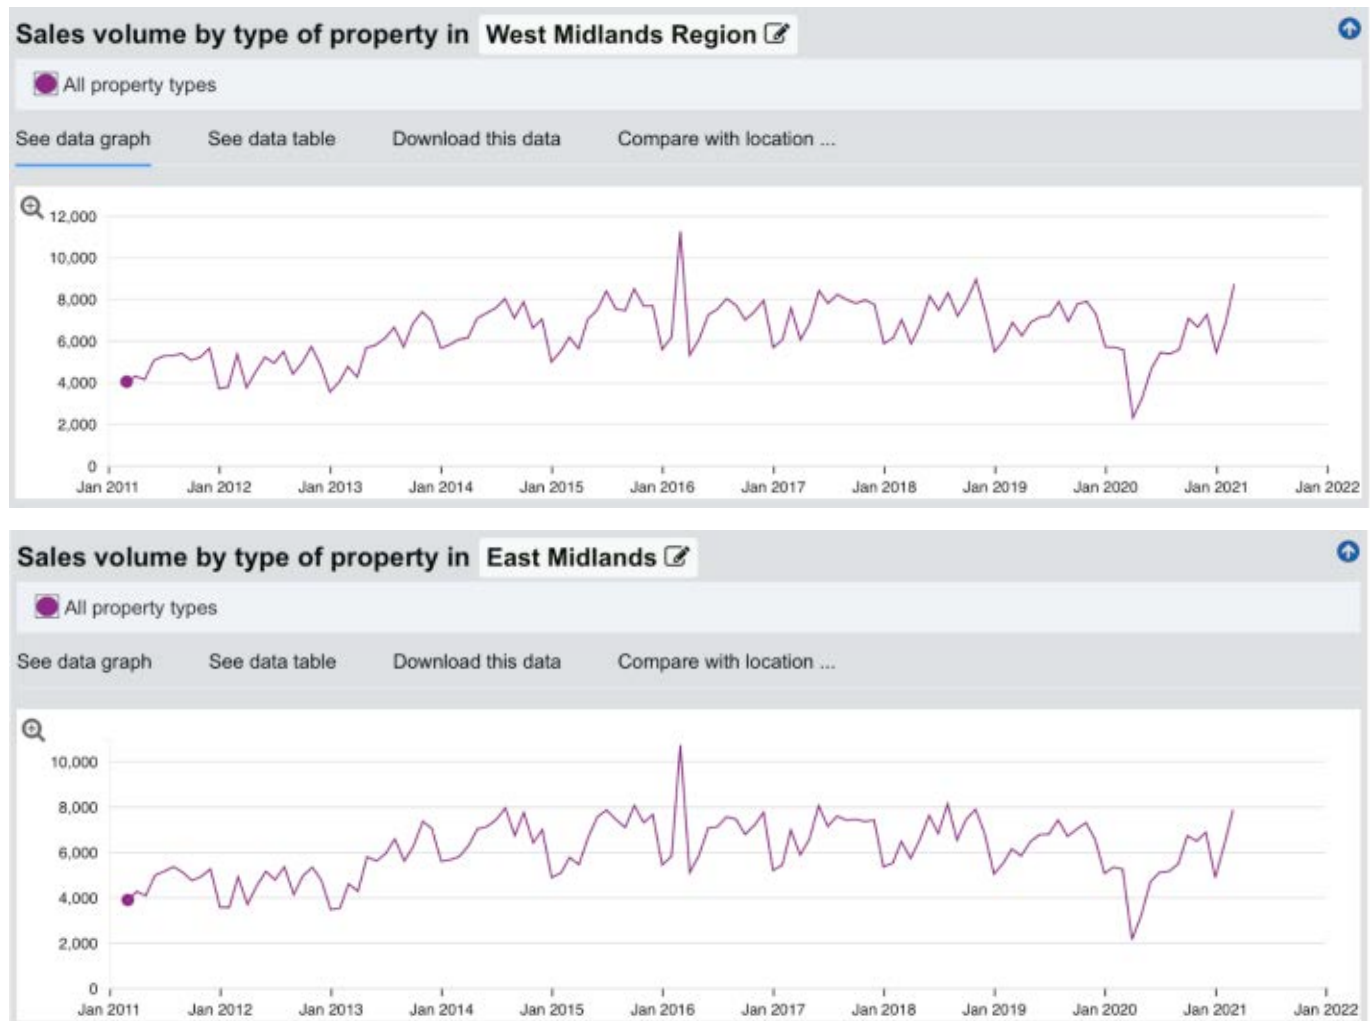 Sales volume by type of property in West Midlands Region
All property types
See data graph See data table Download this data Compare with location ...
12,000
10,000
8,000
6,000
4,000
2,000
0
Jan 2011 Jan 2012 Jan 2013 Jan 2014 Jan 2015 Jan 2016 Jan 2017 Jan 2018 Jan 2019 Jan 2020 Jan 2021 Jan 2022
Sales volume by type of property in East Midlands
All property types
See data graph See data table Download this data Compare with location ...
10,000
8,000
6,000
4,000
2,000
0
Jan 2011 Jan 2012 Jan 2013 Jan 2014 Jan 2015 Jan 2016 Jan 2017 Jan 2018 Jan 2019 Jan 2020 Jan 2021 Jan 2022